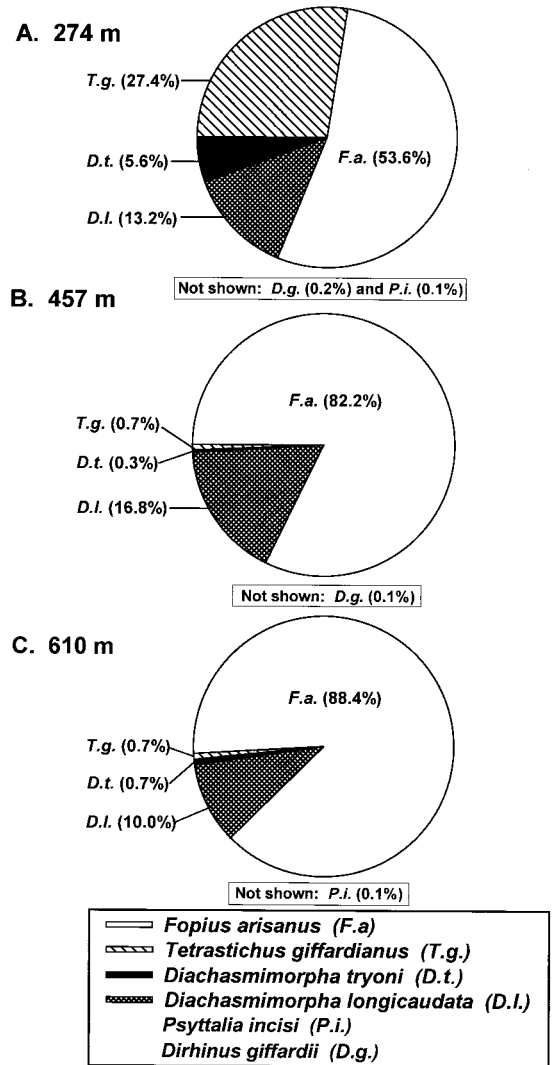 A. 274 m
T.g. (27.4%)
D.t. (5.6%)
F.a. (53.6%)
D.l. (13.2%)
Not shown: D.g. (0.2%) and P.i. (0.1%)
B. 457 m
F.a. (82.2%)
T.g. (0.7%)
D.t. (0.3%)
D.l. (16.8%)
Not shown: D.g. (0.1%)
C. 610 m
F.a. (88.4%)
T.g. (0.7%)
D.t. (0.7%)
D.l. (10.0%)
Not shown: P.i. (0.1%)
Fopius arisanus (F.a)
Tetrastichus giffardianus (T.g.)
Diachasmimorpha tryoni (D.t.)
Diachasmimorpha longicaudata (D.l.)
Psyttalia incisi (P.i.)
Dirhinus giffardii (D.g.)